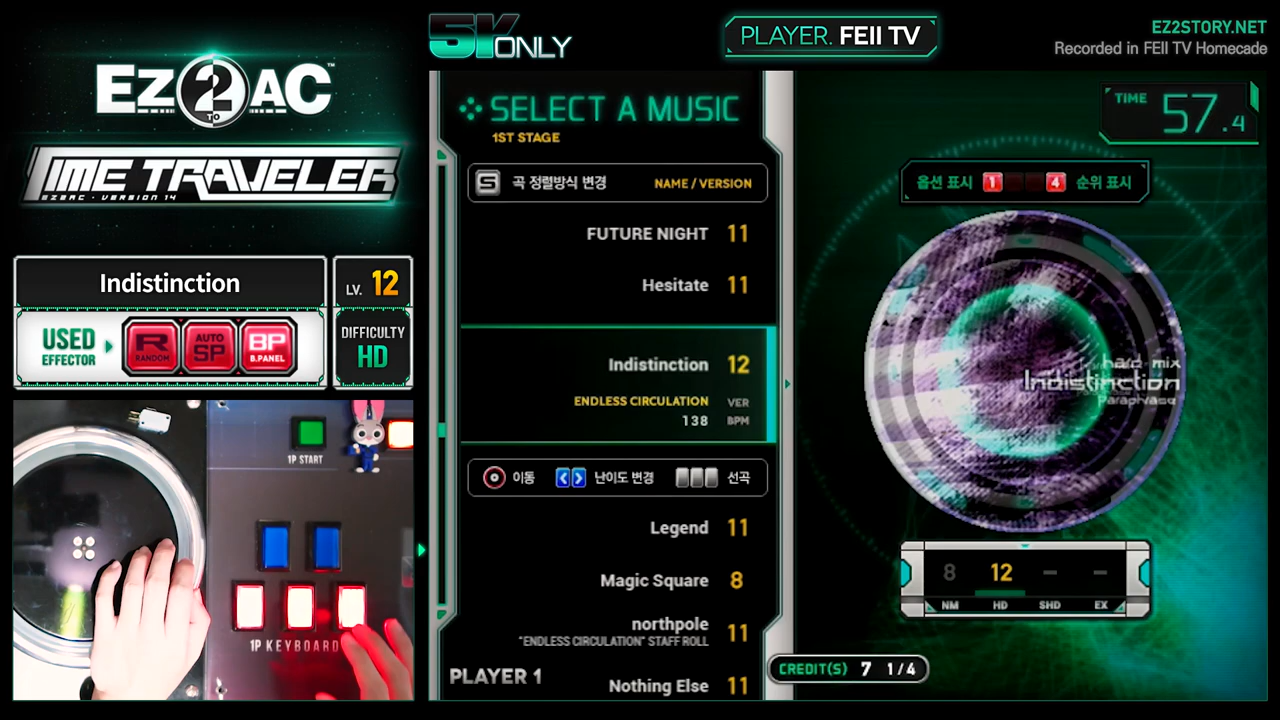 5K ONLY
PLAYER. FEII TV
EZ2STORY.NET
Recorded in FEII TV Homecade
Ez2AC™
TO
TIME TRAVELER
EZ2AC - VERSION 14
Indistinction
LV. 12
USED EFFECTOR
R RANDOM
AUTO SP
BP B.PANEL
DIFFICULTY
HD
1P START
1P KEYBOARD
SELECT A MUSIC
1ST STAGE
S 곡 정렬방식 변경 NAME / VERSION
FUTURE NIGHT 11
Hesitate 11
Indistinction 12
ENDLESS CIRCULATION VER
138 BPM
이동 난이도 변경 선곡
Legend 11
Magic Square 8
northpole 11
"ENDLESS CIRCULATION" STAFF ROLL
Nothing Else 11
PLAYER 1
TIME 57.4
옵션 표시 1 4 순위 표시
hard mix
Indistinction
Paraphrase
8 12 – –
NM HD SHD EX
CREDIT(S) 7 1/4